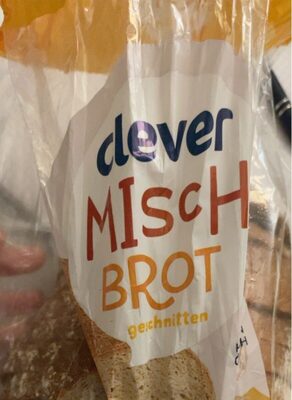 clever
MIscH
BROT
geschnitten